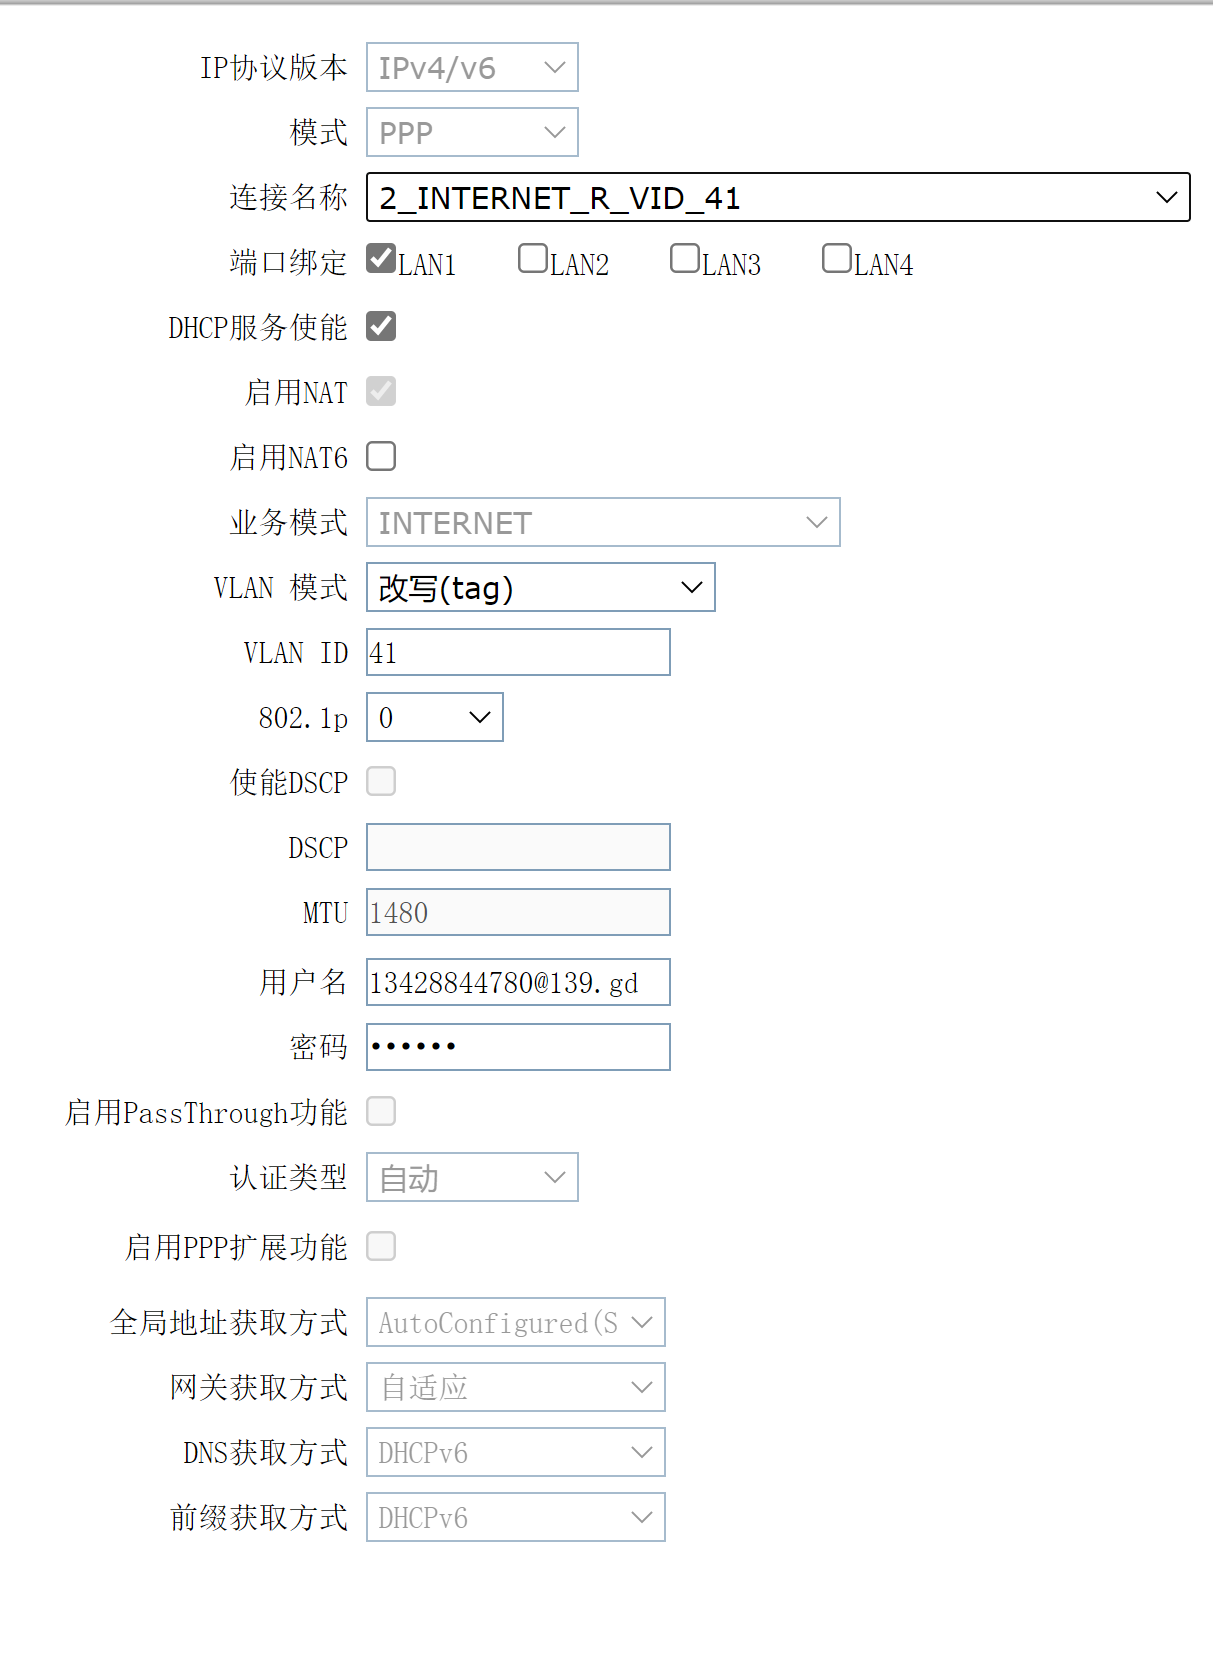 IP协议版本 IPv4/v6
模式 PPP
连接名称 2_INTERNET_R_VID_41
端口绑定 LAN1 LAN2 LAN3 LAN4
DHCP服务使能
启用NAT
启用NAT6
业务模式 INTERNET
VLAN 模式 改写(tag)
VLAN ID 41
802.1p 0
使能DSCP
DSCP
MTU 1480
用户名 13428844780@139.gd
密码 ••••••
启用PassThrough功能
认证类型 自动
启用PPP扩展功能
全局地址获取方式 AutoConfigured(S
网关获取方式 自适应
DNS获取方式 DHCPv6
前缀获取方式 DHCPv6